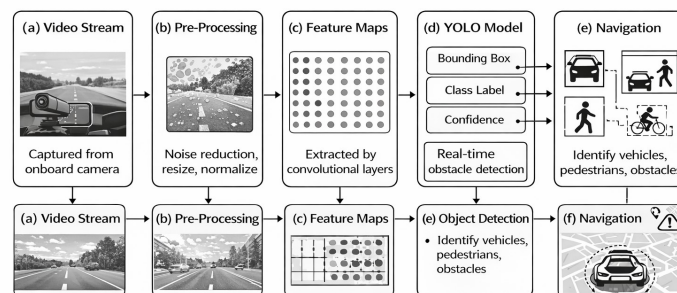 (a) Video Stream
Captured from
onboard camera
(b) Pre-Processing
Noise reduction,
resize, normalize
(c) Feature Maps
Extracted by
convolutional layers
(d) YOLO Model
Bounding Box
Class Label
Confidence
Real-time
obstacle detection
(e) Navigation
Identify vehicles,
pedestrians, obstacles
(a) Video Stream
(b) Pre-Processing
(c) Feature Maps
(e) Object Detection
• Identify vehicles,
pedestrians,
obstacles
(f) Navigation